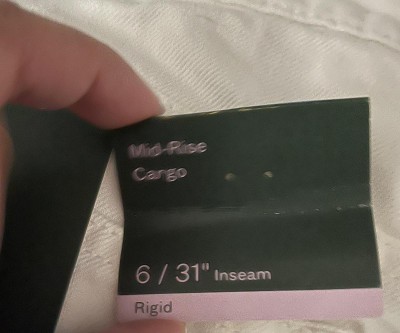 Mid-Rise
Cargo
6 / 31" Inseam
Rigid